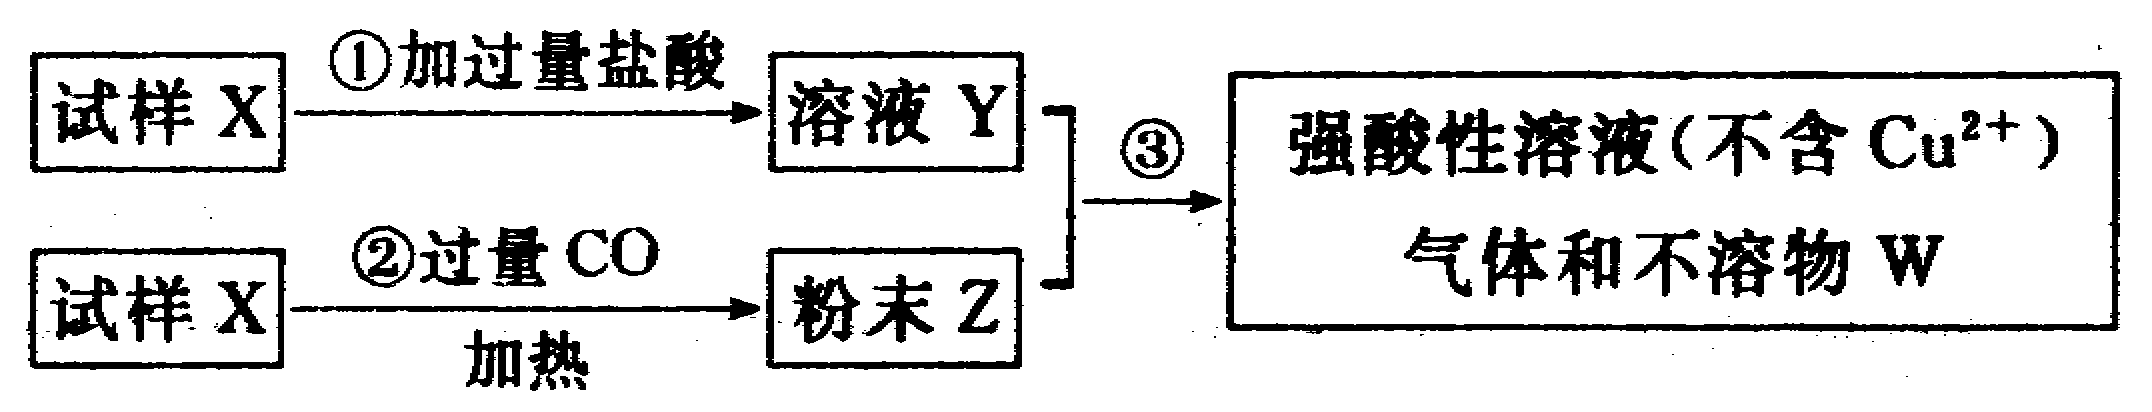 试样 X
①加过量盐酸
溶液 Y
③
强酸性溶液(不含 Cu²⁺)
气体和不溶物 W
试样 X
②过量 CO
加热
粉末 Z